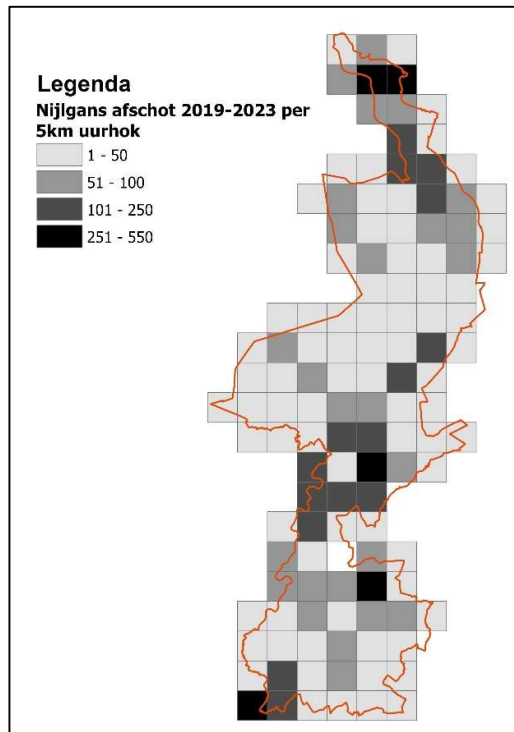 Legenda
Nijlgans afschot 2019-2023 per
5km uurhok
1 - 50
51 - 100
101 - 250
251 - 550